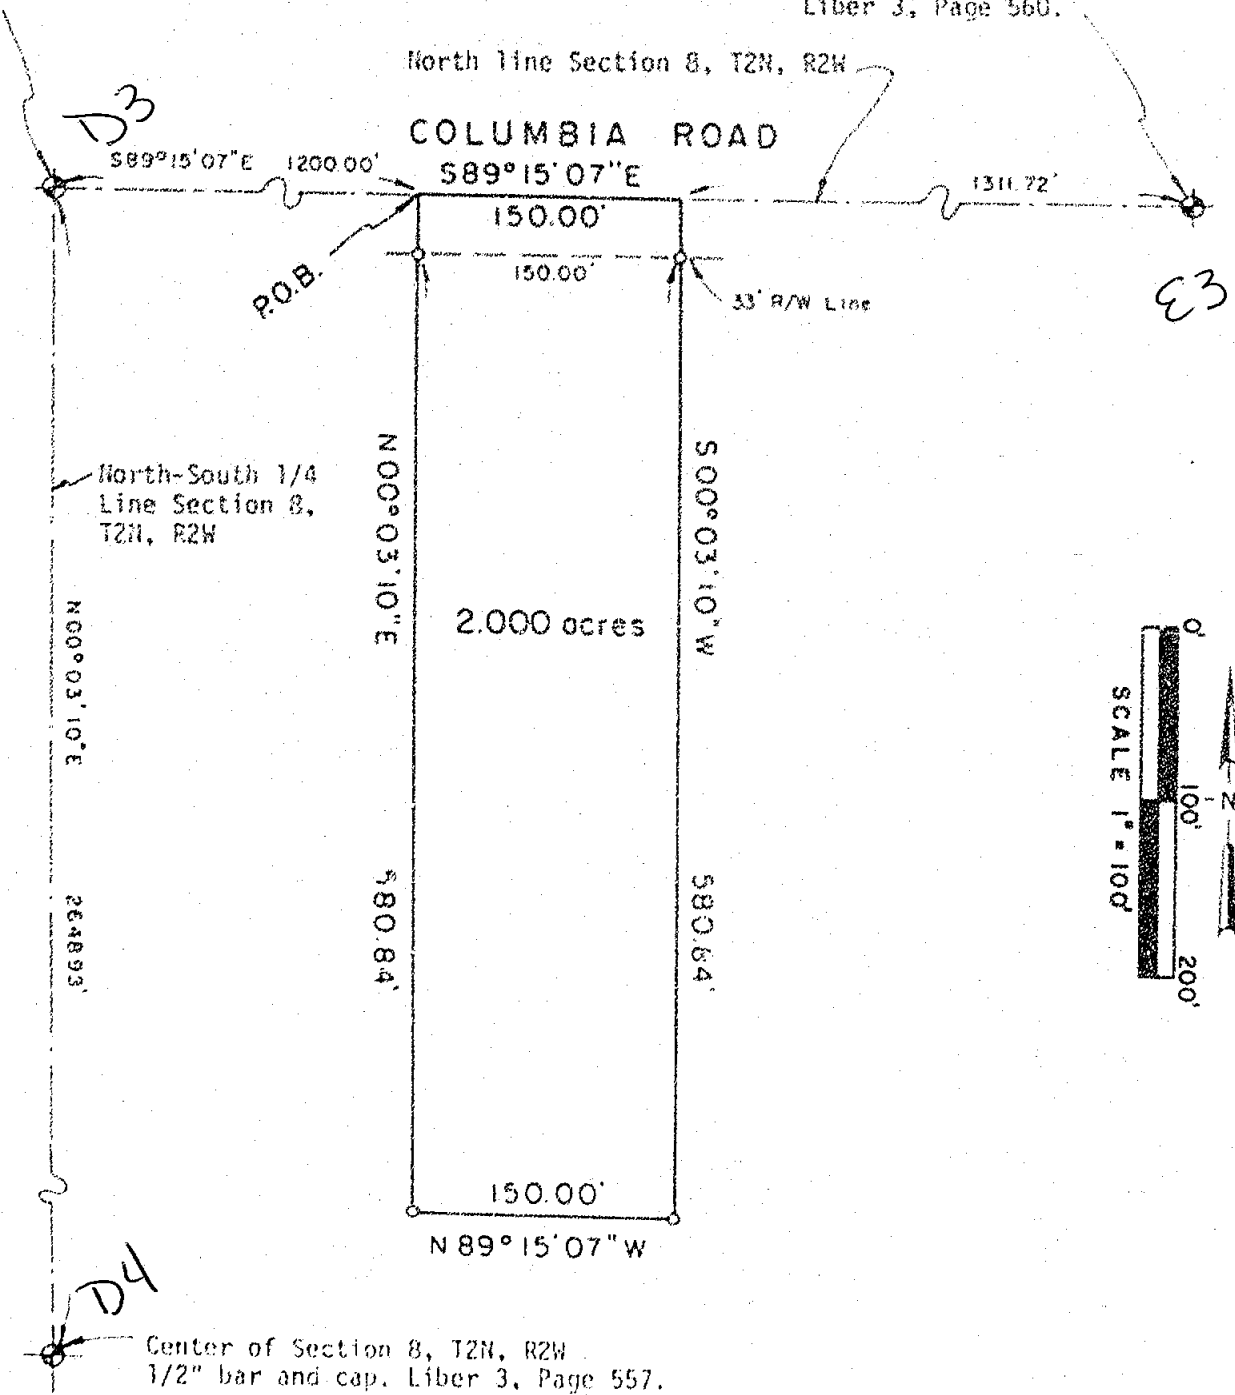 Liber 3, Page 560.
North line Section 8, T2N, R2W
D3
COLUMBIA ROAD
S89°15'07"E 1200.00'
S89°15'07"E
1311.72'
150.00'
P.O.B.
150.00'
33' R/W Line
E3
N00°03'10"E
S00°03'10"W
North-South 1/4
Line Section 8,
T2N, R2W
2.000 acres
N00°03'10"E
0'
100'
200'
SCALE 1" = 100'
N
2648.93'
580.84'
580.84'
150.00'
N 89°15'07"W
D4
Center of Section 8, T2N, R2W
1/2" bar and cap. Liber 3, Page 557.